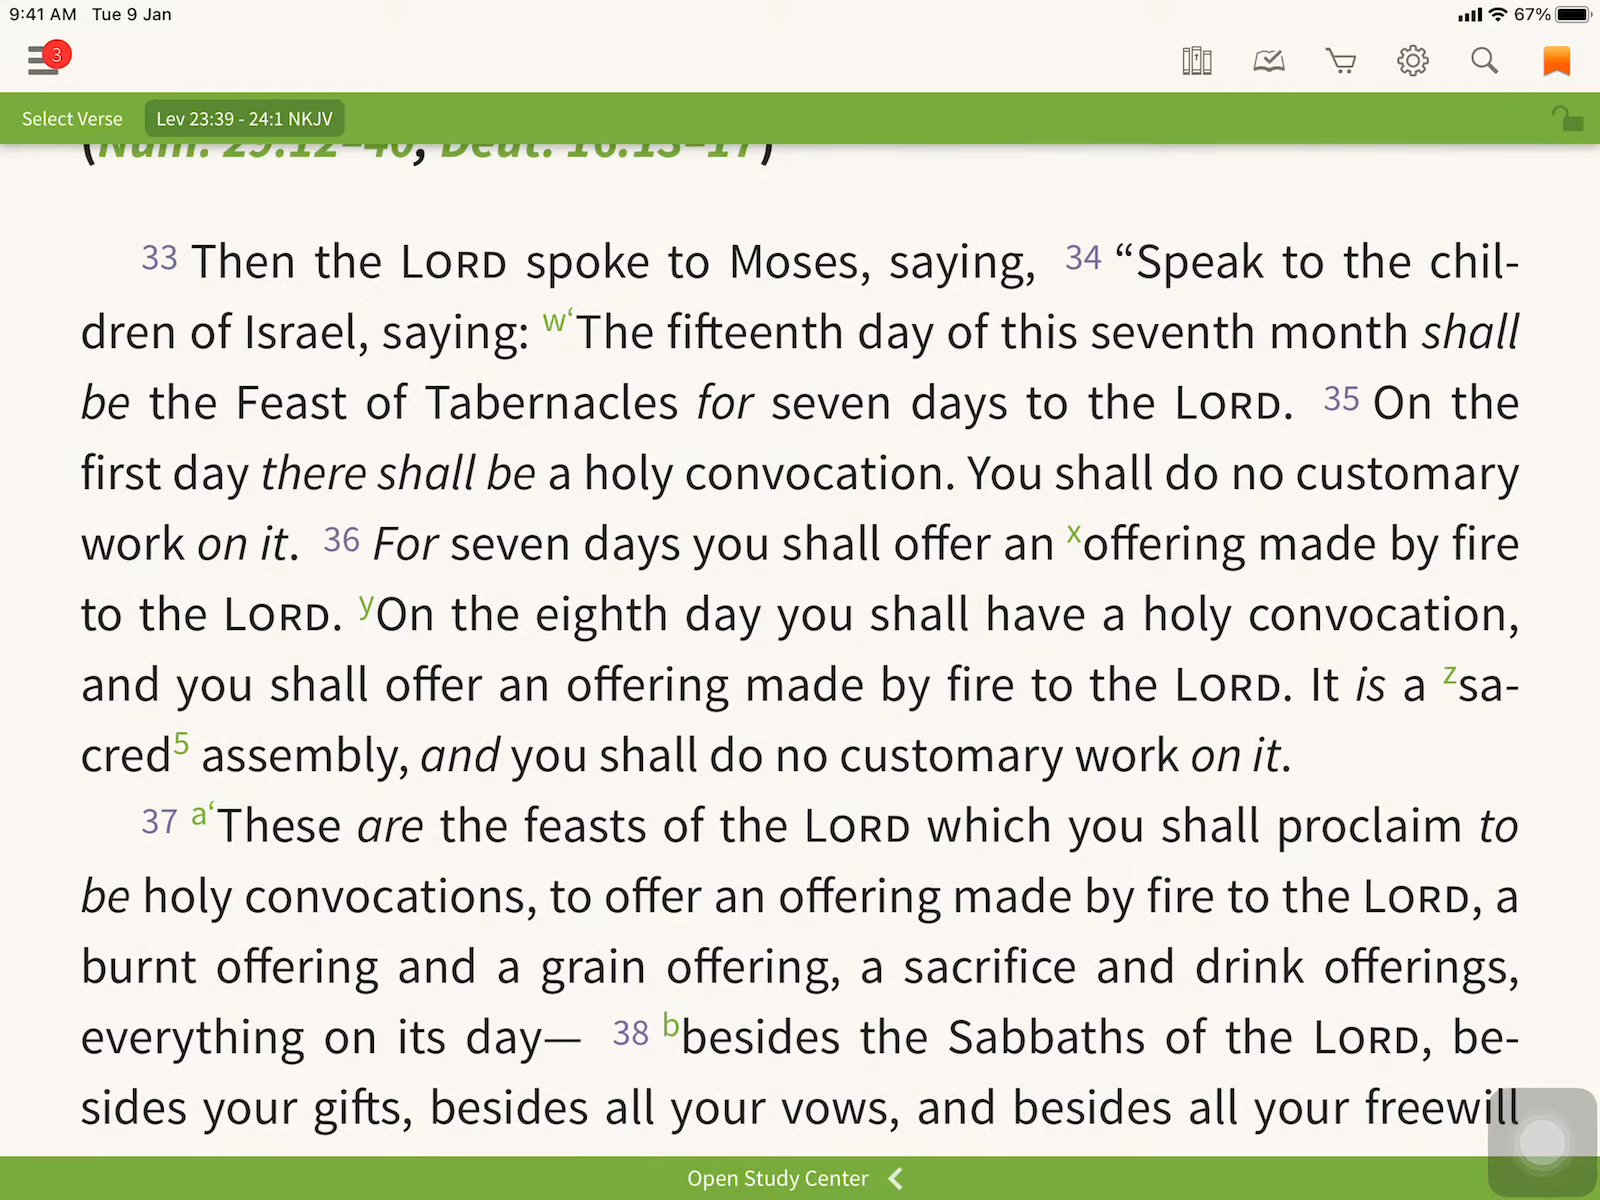 9:41 AM Tue 9 Jan
67%
3
Select Verse Lev 23:39 - 24:1 NKJV
(Num. 29:12–40; Deut. 16:13–17)
33 Then the LORD spoke to Moses, saying, 34 “Speak to the chil-
dren of Israel, saying: w‘The fifteenth day of this seventh month shall
be the Feast of Tabernacles for seven days to the LORD. 35 On the
first day there shall be a holy convocation. You shall do no customary
work on it. 36 For seven days you shall offer an xoffering made by fire
to the LORD. yOn the eighth day you shall have a holy convocation,
and you shall offer an offering made by fire to the LORD. It is a zsa-
cred5 assembly, and you shall do no customary work on it.
37 a‘These are the feasts of the LORD which you shall proclaim to
be holy convocations, to offer an offering made by fire to the LORD, a
burnt offering and a grain offering, a sacrifice and drink offerings,
everything on its day— 38 bbesides the Sabbaths of the LORD, be-
sides your gifts, besides all your vows, and besides all your freewill
Open Study Center